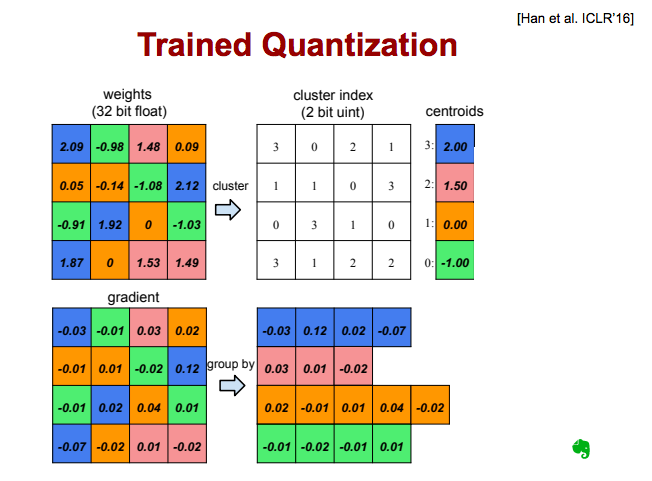 [Han et al. ICLR'16]
Trained Quantization
weights
(32 bit float)
cluster index
(2 bit uint)
centroids
2.09 -0.98 1.48 0.09
3 0 2 1
3: 2.00
0.05 -0.14 -1.08 2.12
cluster
1 1 0 3
2: 1.50
-0.91 1.92 0 -1.03
0 3 1 0
1: 0.00
1.87 0 1.53 1.49
3 1 2 2
0: -1.00
gradient
-0.03 -0.01 0.03 0.02
-0.03 0.12 0.02 -0.07
-0.01 0.01 -0.02 0.12
group by
0.03 0.01 -0.02
-0.01 0.02 0.04 0.01
0.02 -0.01 0.01 0.04 -0.02
-0.07 -0.02 0.01 -0.02
-0.01 -0.02 -0.01 0.01